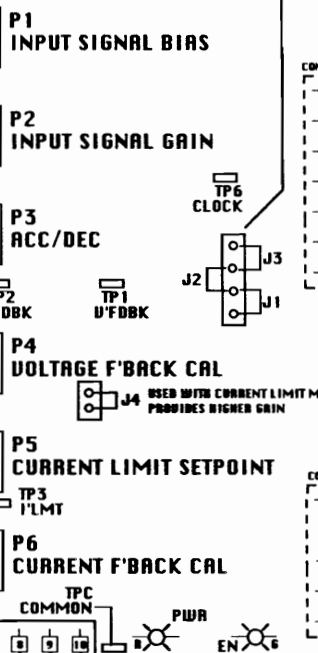 P1
INPUT SIGNAL BIAS
P2
INPUT SIGNAL GAIN
TP6
CLOCK
P3
ACC/DEC
J3
J2
J1
TP1
V'FDBK
P4
VOLTAGE F'BACK CAL
J4 USED WITH CURRENT LIMIT
PROVIDES HIGHER GAIN
P5
CURRENT LIMIT SETPOINT
TP3
I'LMT
P6
CURRENT F'BACK CAL
TPC
COMMON
PWR
8 9 10
R
EN G